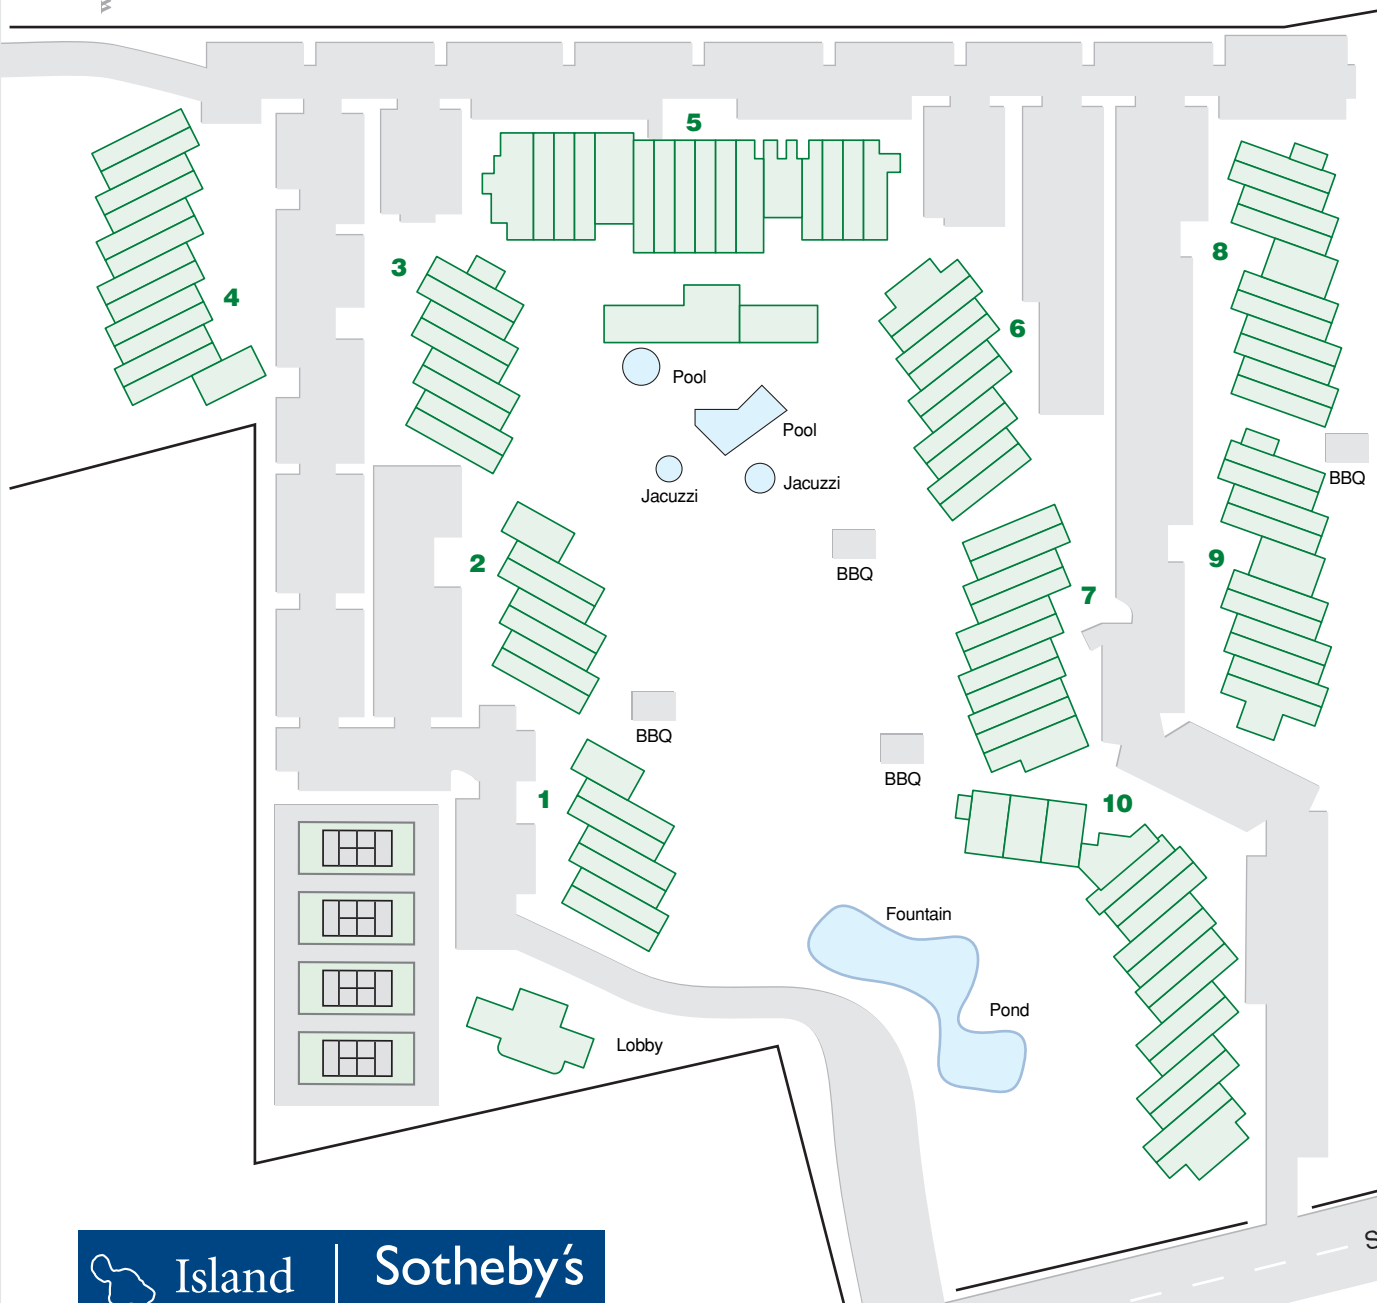 5
8
3
4
6
Pool
Pool
Jacuzzi
Jacuzzi
BBQ
2
BBQ
9
7
BBQ
BBQ
1
10
Fountain
Pond
Lobby
S
Island | Sotheby's